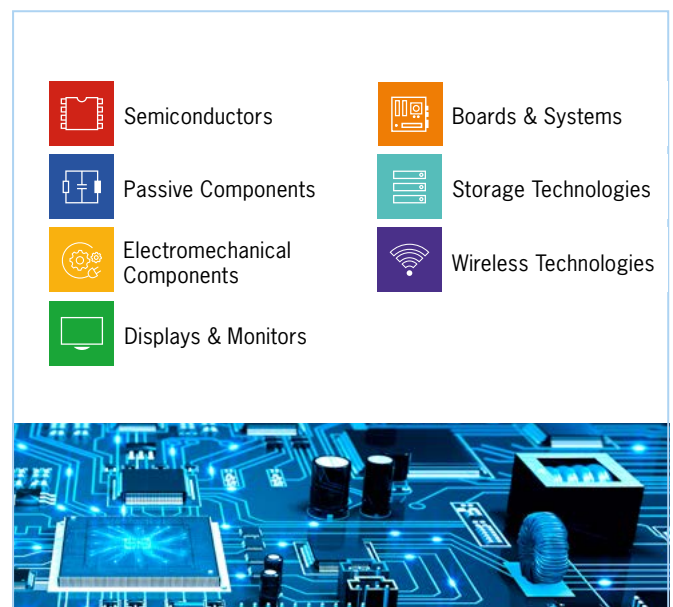 Semiconductors
Passive Components
Electromechanical
Components
Displays & Monitors
Boards & Systems
Storage Technologies
Wireless Technologies